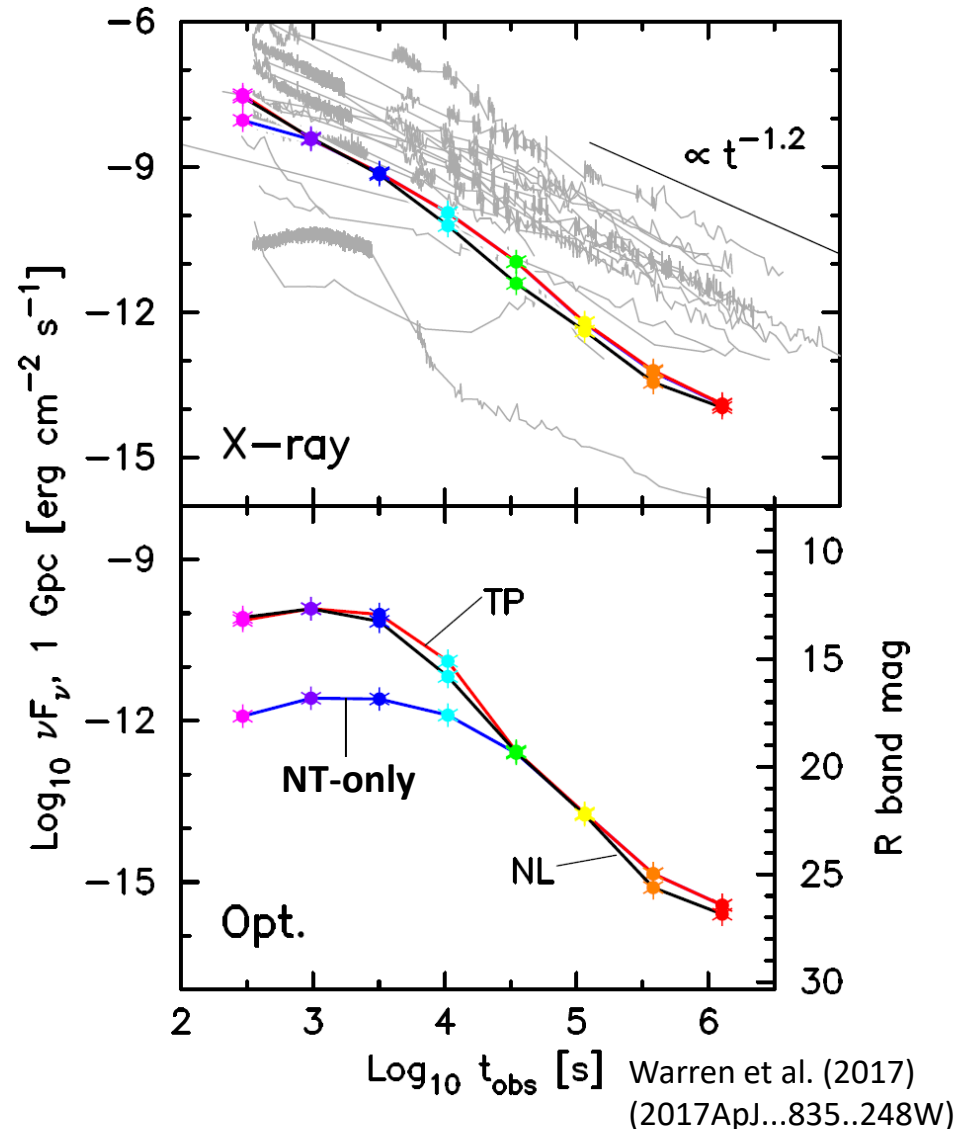 Log₁₀ νFᵥ, 1 Gpc [erg cm⁻² s⁻¹]
−6
−9
−12
−15
∝ t⁻¹·²
X−ray
−9
−12
−15
TP
NT-only
NL
Opt.
10
15
20
25
30
R band mag
2 3 4 5 6
Log₁₀ tobs [s]
Warren et al. (2017)
(2017ApJ...835..248W)